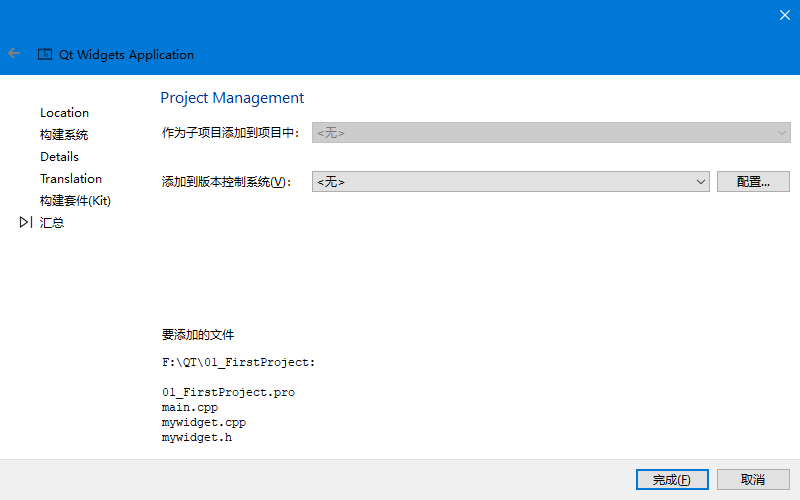 Qt Widgets Application
Project Management
Location
构建系统
Details
Translation
构建套件(Kit)
汇总
作为子项目添加到项目中： <无>
添加到版本控制系统(V)： <无> 配置...
要添加的文件
F:\QT\01_FirstProject:
01_FirstProject.pro
main.cpp
mywidget.cpp
mywidget.h
完成(F) 取消